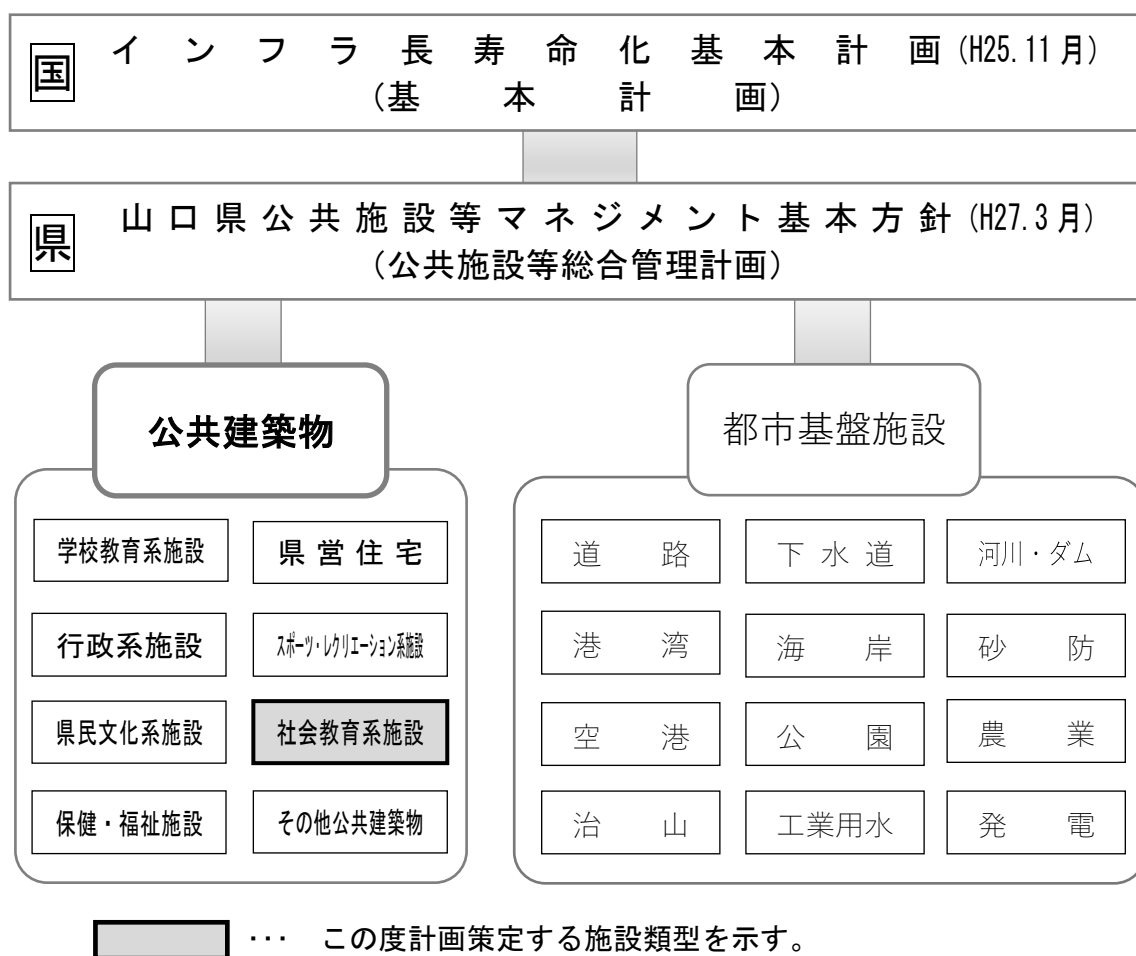 国 インフラ長寿命化基本計画(H25.11月)
(基本計画)
県 山口県公共施設等マネジメント基本方針(H27.3月)
(公共施設等総合管理計画)
公共建築物
学校教育系施設 県営住宅
行政系施設 スポーツ・レクリエーション系施設
県民文化系施設 社会教育系施設
保健・福祉施設 その他公共建築物
都市基盤施設
道路 下水道 河川・ダム
港湾 海岸 砂防
空港 公園 農業
治山 工業用水 発電
… この度計画策定する施設類型を示す。